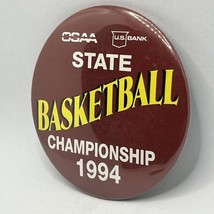 OSAA U.S. BANK
STATE
BASKETBALL
CHAMPIONSHIP
1994